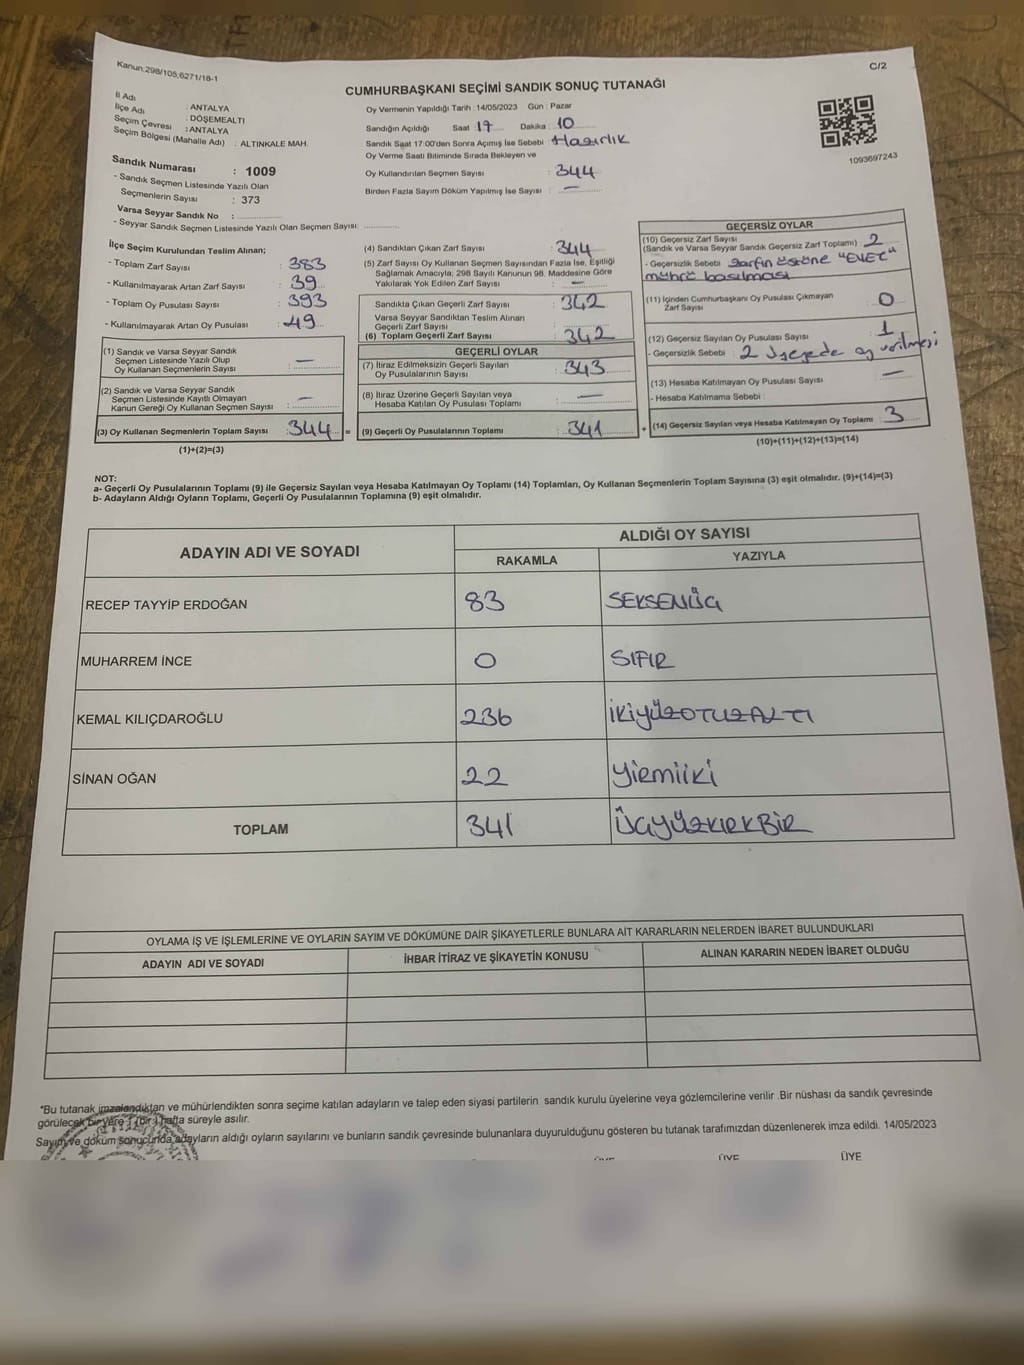 Kanun:298/105,6271/18-1
C/2
CUMHURBAŞKANI SEÇİMİ SANDIK SONUÇ TUTANAĞI
İl Adı : ANTALYA
İlçe Adı : DÖŞEMEALTI
Seçim Çevresi : ANTALYA
Seçim Bölgesi (Mahalle Adı) : ALTINKALE MAH.
Sandık Numarası : 1009
- Sandık Seçmen Listesinde Yazılı Olan
Seçmenlerin Sayısı : 373
Varsa Seyyar Sandık No :
- Seyyar Sandık Seçmen Listesinde Yazılı Olan Seçmen Sayısı:
Oy Vermenin Yapıldığı Tarih : 14/05/2023 Gün : Pazar
Sandığın Açıldığı Saat : 17 Dakika : 10
Sandık Saat 17:00'den Sonra Açımış İse Sebebi : Hazırlık
Oy Verme Saati Bitiminde Sırada Bekleyen ve
Oy Kullandırılan Seçmen Sayısı : 344
Birden Fazla Sayım Döküm Yapılmış İse Sayısı : —
1093697243
İlçe Seçim Kurulundan Teslim Alınan;
- Toplam Zarf Sayısı : 383
- Kullanılmayarak Artan Zarf Sayısı : 39
- Toplam Oy Pusulası Sayısı : 393
- Kullanılmayarak Artan Oy Pusulası : 49
(1) Sandık ve Varsa Seyyar Sandık
Seçmen Listesinde Yazılı Olup
Oy Kullanan Seçmenlerin Sayısı : —
(2) Sandık ve Varsa Seyyar Sandık
Seçmen Listesinde Kayıtlı Olmayan
Kanun Gereği Oy Kullanan Seçmen Sayısı : —
(3) Oy Kullanan Seçmenlerin Toplam Sayısı : 344 =
(1)+(2)=(3)
(4) Sandıktan Çıkan Zarf Sayısı : 344
(5) Zarf Sayısı Oy Kullanan Seçmen Sayısından Fazla İse, Eşitliği
Sağlamak Amacıyla, 298 Sayılı Kanunun 98. Maddesine Göre
Yakılarak Yok Edilen Zarf Sayısı : —
Sandıkta Çıkan Geçerli Zarf Sayısı : 342
Varsa Seyyar Sandıktan Teslim Alınan
Geçerli Zarf Sayısı :
(6) Toplam Geçerli Zarf Sayısı : 342
GEÇERLİ OYLAR
(7) İtiraz Edilmeksizin Geçerli Sayılan
Oy Pusulalarının Sayısı : 343
(8) İtiraz Üzerine Geçerli Sayılan veya
Hesaba Katılan Oy Pusulası Toplamı : —
(9) Geçerli Oy Pusulalarının Toplamı : 341 +
GEÇERSİZ OYLAR
(10) Geçersiz Zarf Sayısı
(Sandık ve Varsa Seyyar Sandık Geçersiz Zarf Toplamı) : 2
- Geçersizlik Sebebi : Zarfın üstüne "EVET"
mührü basılması
(11) İçinden Cumhurbaşkanı Oy Pusulası Çıkmayan
Zarf Sayısı : 0
(12) Geçersiz Sayılan Oy Pusulası Sayısı : 1
- Geçersizlik Sebebi : 2 oy verilmesi
(13) Hesaba Katılmayan Oy Pusulası Sayısı : —
- Hesaba Katılmama Sebebi :
(14) Geçersiz Sayılan veya Hesaba Katılmayan Oy Toplamı : 3
(10)+(11)+(12)+(13)=(14)
NOT:
a- Geçerli Oy Pusulalarının Toplamı (9) ile Geçersiz Sayılan veya Hesaba Katılmayan Oy Toplamı (14) Toplamları, Oy Kullanan Seçmenlerin Toplam Sayısına (3) eşit olmalıdır. (9)+(14)=(3)
b- Adayların Aldığı Oyların Toplamı, Geçerli Oy Pusulalarının Toplamına (9) eşit olmalıdır.
ADAYIN ADI VE SOYADI
ALDIĞI OY SAYISI
RAKAMLA YAZIYLA
RECEP TAYYİP ERDOĞAN 83 SEKSENÜÇ
MUHARREM İNCE 0 SIFIR
KEMAL KILIÇDAROĞLU 236 İKİYÜZOTUZALTI
SİNAN OĞAN 22 Yirmiiki
TOPLAM 341 ÜÇYÜZKIRKBİR
OYLAMA İŞ VE İŞLEMLERİNE VE OYLARIN SAYIM VE DÖKÜMÜNE DAİR ŞİKAYETLERLE BUNLARA AİT KARARLARIN NELERDEN İBARET BULUNDUKLARI
ADAYIN ADI VE SOYADI İHBAR İTİRAZ VE ŞİKAYETİN KONUSU ALINAN KARARIN NEDEN İBARET OLDUĞU
*Bu tutanak imzalandıktan ve mühürlendikten sonra seçime katılan adayların ve talep eden siyasi partilerin sandık kurulu üyelerine veya gözlemcilerine verilir .Bir nüshası da sandık çevresinde
görülecek bir yere 1 (bir) hafta süreyle asılır.
Sayım ve döküm sonucunda adayların aldığı oyların sayılarını ve bunların sandık çevresinde bulunanlara duyurulduğunu gösteren bu tutanak tarafımızdan düzenlenerek imza edildi. 14/05/2023
ÜYE ÜYE ÜYE